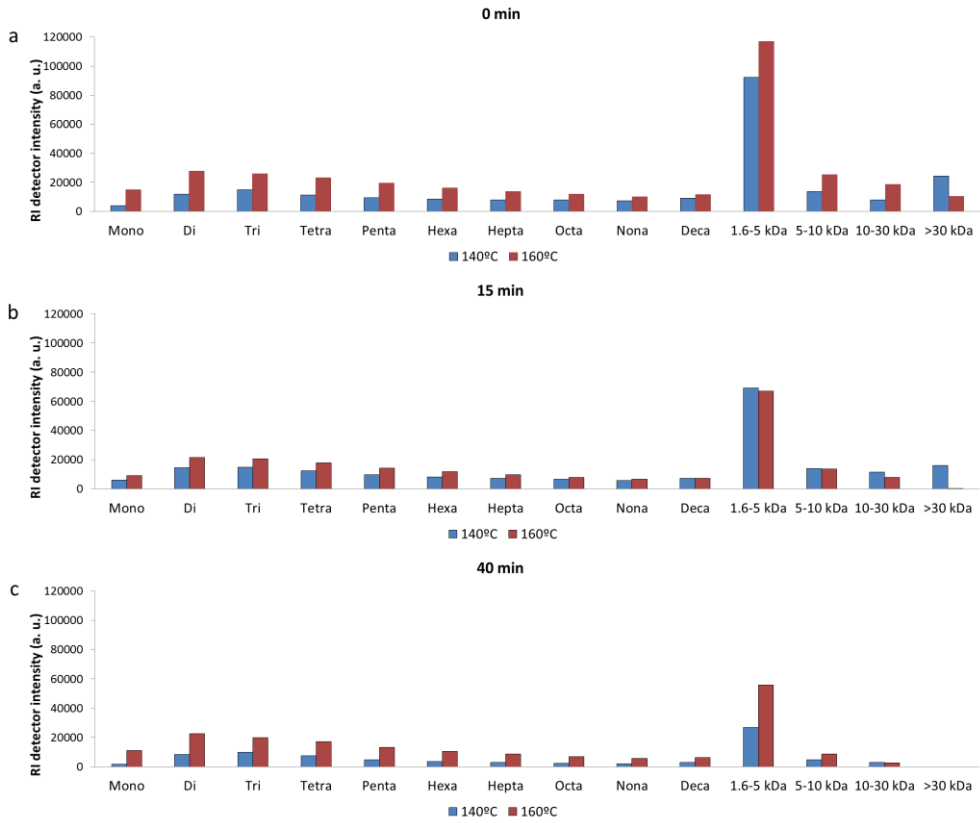 0 min
a
RI detector intensity (a. u.)
120000
100000
80000
60000
40000
20000
0
Mono Di Tri Tetra Penta Hexa Hepta Octa Nona Deca 1.6-5 kDa 5-10 kDa 10-30 kDa >30 kDa
140ºC 160ºC
15 min
b
RI detector intensity (a. u.)
120000
100000
80000
60000
40000
20000
0
Mono Di Tri Tetra Penta Hexa Hepta Octa Nona Deca 1.6-5 kDa 5-10 kDa 10-30 kDa >30 kDa
140ºC 160ºC
40 min
c
RI detector intensity (a. u.)
120000
100000
80000
60000
40000
20000
0
Mono Di Tri Tetra Penta Hexa Hepta Octa Nona Deca 1.6-5 kDa 5-10 kDa 10-30 kDa >30 kDa
140ºC 160ºC